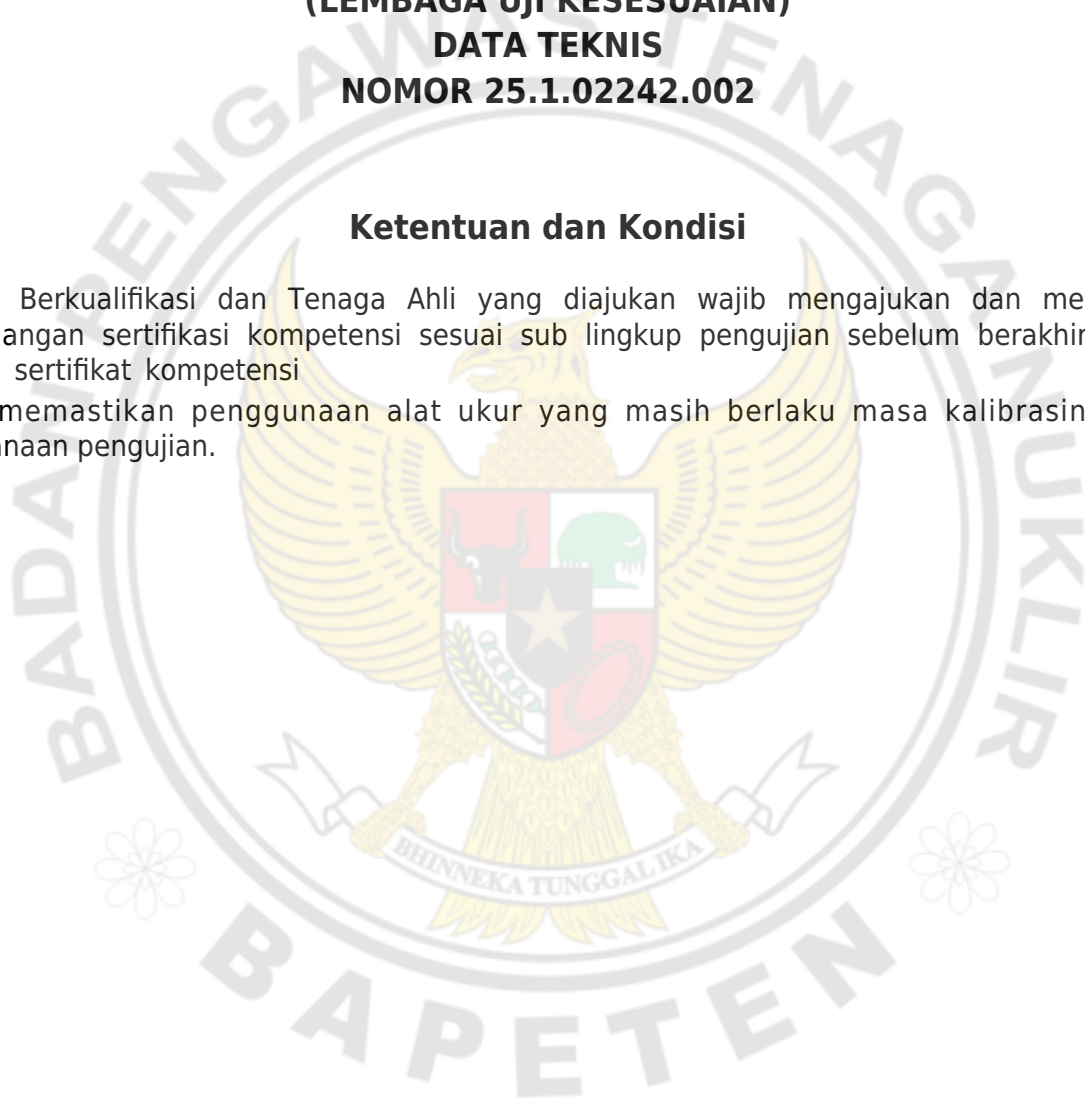 (LEMBAGA UJI KESESUAIAN)
DATA TEKNIS
NOMOR 25.1.02242.002
Ketentuan dan Kondisi
Berkualifikasi dan Tenaga Ahli yang diajukan wajib mengajukan dan me
angan sertifikasi kompetensi sesuai sub lingkup pengujian sebelum berakhir
sertifikat kompetensi
memastikan penggunaan alat ukur yang masih berlaku masa kalibrasin
naan pengujian.
BADAN PENGAWAS TENAGA NUKLIR
BHINNEKA TUNGGAL IKA
BAPETEN